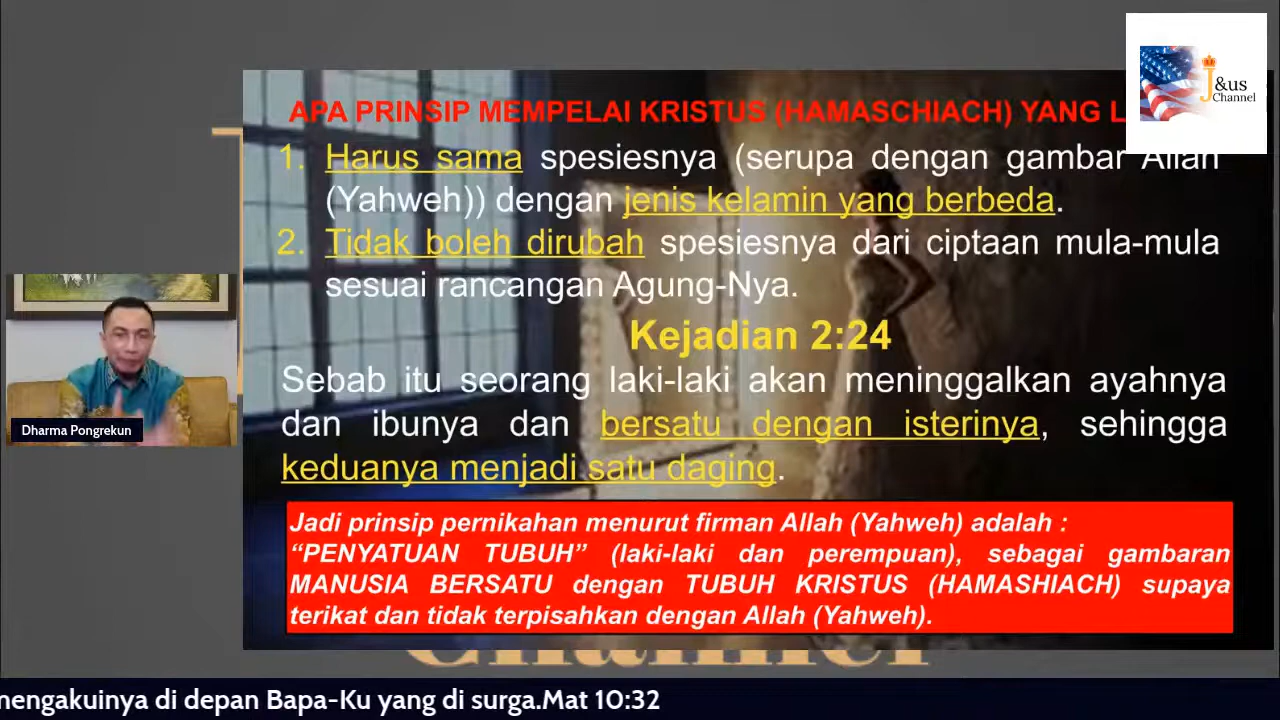 J&us
Channel
APA PRINSIP MEMPELAI KRISTUS (HAMASCHIACH) YANG
1. Harus sama spesiesnya (serupa dengan gambar Allah
(Yahweh)) dengan jenis kelamin yang berbeda.
2. Tidak boleh dirubah spesiesnya dari ciptaan mula-mula
sesuai rancangan Agung-Nya.
Kejadian 2:24
Sebab itu seorang laki-laki akan meninggalkan ayahnya
dan ibunya dan bersatu dengan isterinya, sehingga
keduanya menjadi satu daging.
Jadi prinsip pernikahan menurut firman Allah (Yahweh) adalah :
“PENYATUAN TUBUH” (laki-laki dan perempuan), sebagai gambaran
MANUSIA BERSATU dengan TUBUH KRISTUS (HAMASHIACH) supaya
terikat dan tidak terpisahkan dengan Allah (Yahweh).
Dharma Pongrekun
Channel
mengakuinya di depan Bapa-Ku yang di surga.Mat 10:32